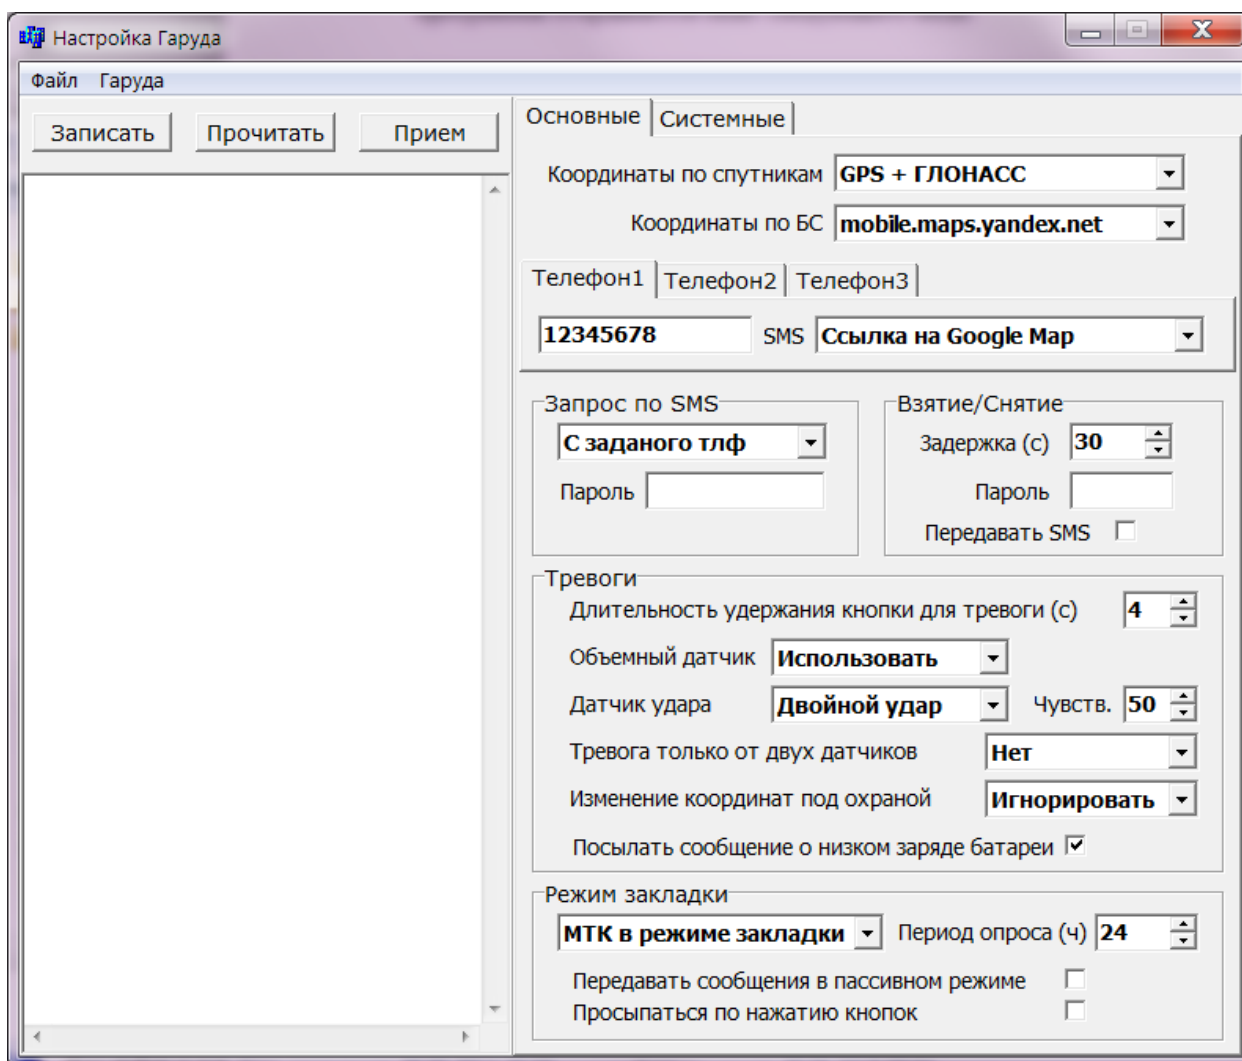 Настройка Гаруда
Файл Гаруда
Записать Прочитать Прием
Основные Системные
Координаты по спутникам GPS + ГЛОНАСС
Координаты по БС mobile.maps.yandex.net
Телефон1 Телефон2 Телефон3
12345678 SMS Ссылка на Google Map
Запрос по SMS
С заданого тлф
Пароль
Взятие/Снятие
Задержка (с) 30
Пароль
Передавать SMS
Тревоги
Длительность удержания кнопки для тревоги (с) 4
Объемный датчик Использовать
Датчик удара Двойной удар Чувств. 50
Тревога только от двух датчиков Нет
Изменение координат под охраной Игнорировать
Посылать сообщение о низком заряде батареи
Режим закладки
МТК в режиме закладки Период опроса (ч) 24
Передавать сообщения в пассивном режиме
Просыпаться по нажатию кнопок